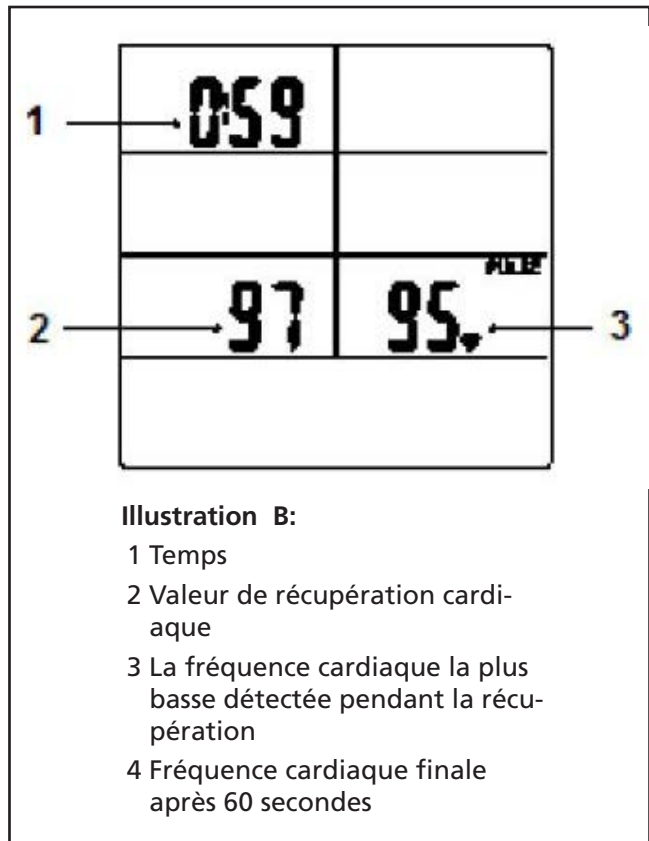 0:59
1
PULSE
2
97
95
3
Illustration B:
1 Temps
2 Valeur de récupération cardi-
aque
3 La fréquence cardiaque la plus
basse détectée pendant la récu-
pération
4 Fréquence cardiaque finale
après 60 secondes